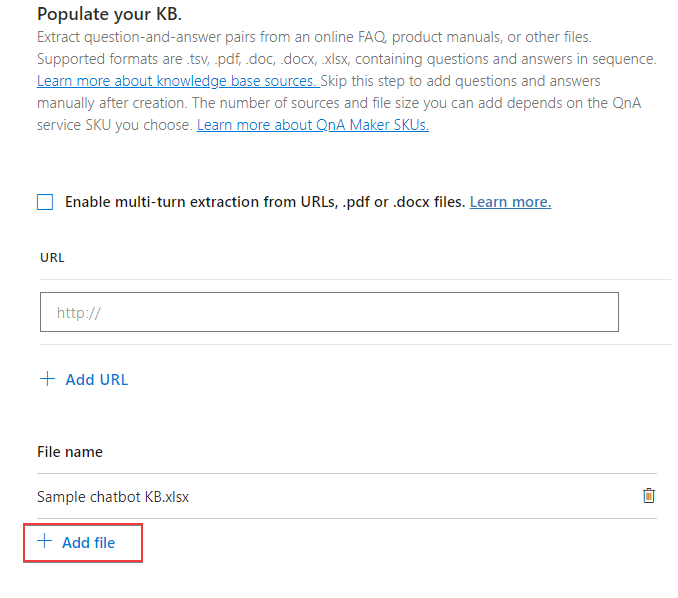 Populate your KB.
Extract question-and-answer pairs from an online FAQ, product manuals, or other files.
Supported formats are .tsv, .pdf, .doc, .docx, .xlsx, containing questions and answers in sequence.
Learn more about knowledge base sources. Skip this step to add questions and answers
manually after creation. The number of sources and file size you can add depends on the QnA
service SKU you choose. Learn more about QnA Maker SKUs.
Enable multi-turn extraction from URLs, .pdf or .docx files. Learn more.
URL
http://
Add URL
File name
Sample chatbot KB.xlsx
Add file